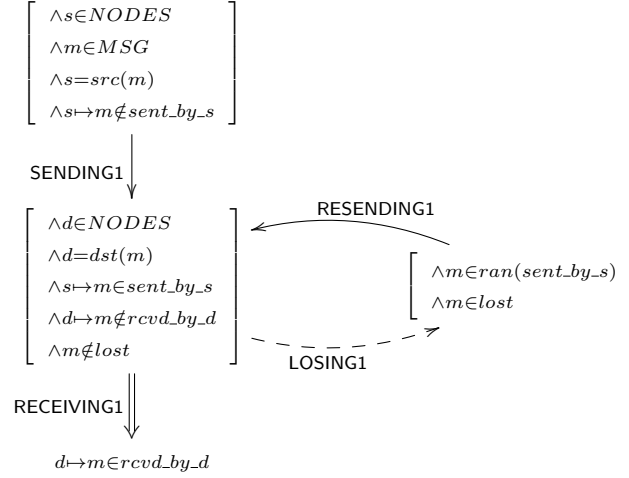 ∧s∈NODES
∧m∈MSG
∧s=src(m)
∧s↦m∉sent_by_s
SENDING1
∧d∈NODES
∧d=dst(m)
∧s↦m∈sent_by_s
∧d↦m∉rcvd_by_d
∧m∉lost
RESENDING1
∧m∈ran(sent_by_s)
∧m∈lost
LOSING1
RECEIVING1
d↦m∈rcvd_by_d